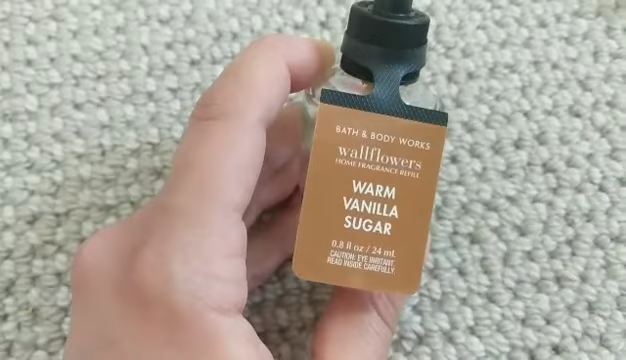 BATH & BODY WORKS
wallflowers
HOME FRAGRANCE REFILL
WARM
VANILLA
SUGAR
0.8 fl oz / 24 mL
CAUTION: EYE IRRITANT.
READ INSIDE CAREFULLY.